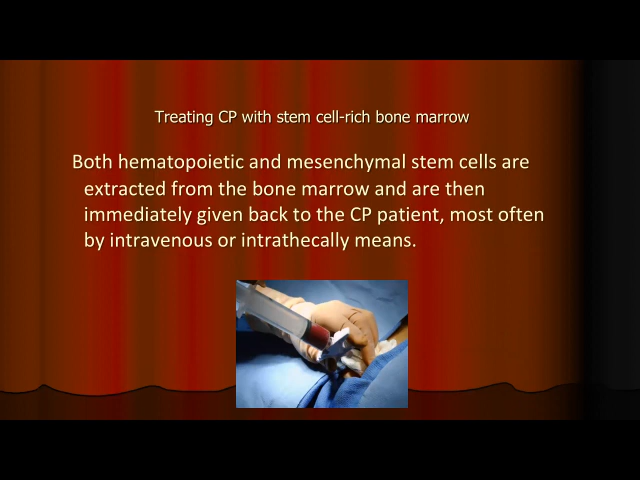 Treating CP with stem cell-rich bone marrow
Both hematopoietic and mesenchymal stem cells are
extracted from the bone marrow and are then
immediately given back to the CP patient, most often
by intravenous or intrathecally means.